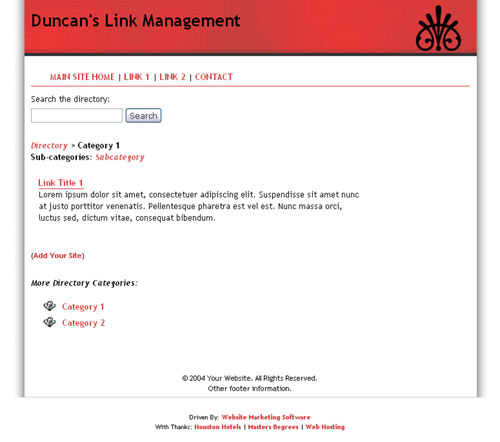 Duncan's Link Management
MAIN SITE HOME | LINK 1 | LINK 2 | CONTACT
Search the directory:
Search
Directory > Category 1
Sub-categories: Subcategory
Link Title 1
Lorem ipsum dolor sit amet, consectetuer adipiscing elit. Suspendisse sit amet nunc
at justo porttitor venenatis. Pellentesque pharetra est vel est. Nunc massa orci,
luctus sed, dictum vitae, consequat bibendum.
(Add Your Site)
More Directory Categories:
Category 1
Category 2
© 2004 Your Website. All Rights Reserved.
Other footer information.
Driven By: Website Marketing Software
With Thanks: Houston Hotels | Masters Degrees | Web Hosting